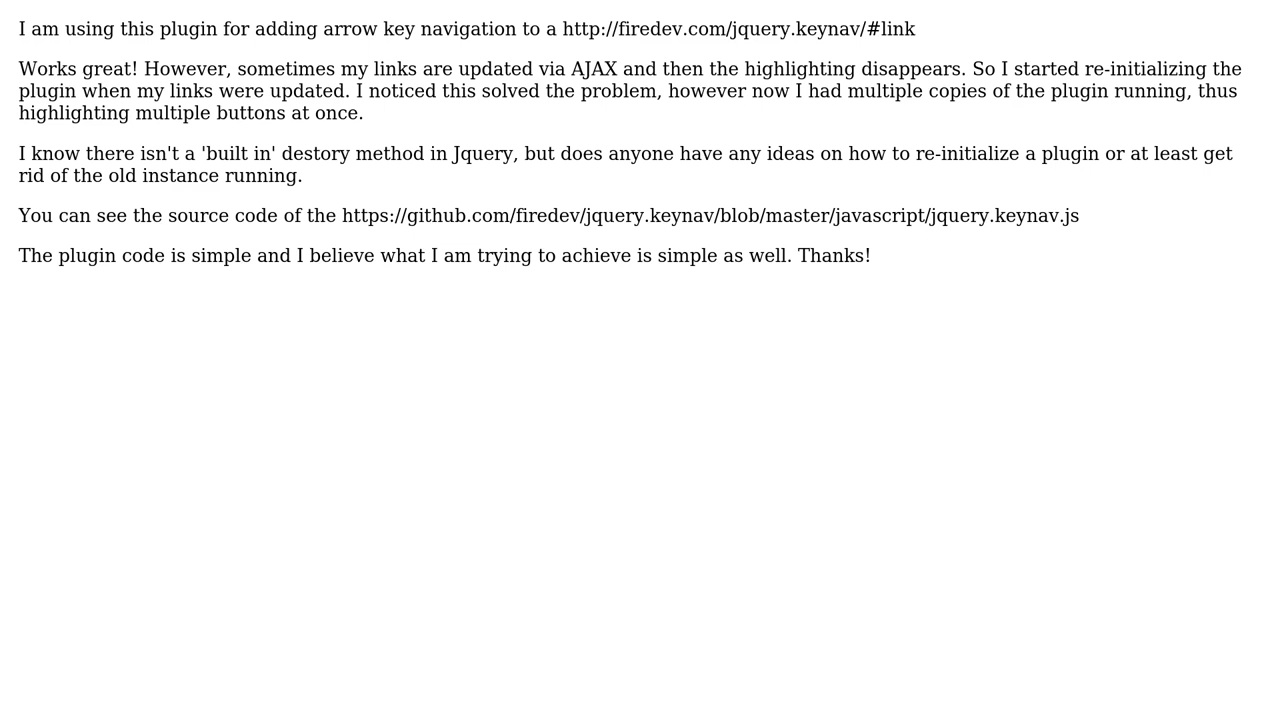 I am using this plugin for adding arrow key navigation to a http://firedev.com/jquery.keynav/#link
Works great! However, sometimes my links are updated via AJAX and then the highlighting disappears. So I started re-initializing the
plugin when my links were updated. I noticed this solved the problem, however now I had multiple copies of the plugin running, thus
highlighting multiple buttons at once.
I know there isn't a 'built in' destory method in Jquery, but does anyone have any ideas on how to re-initialize a plugin or at least get
rid of the old instance running.
You can see the source code of the https://github.com/firedev/jquery.keynav/blob/master/javascript/jquery.keynav.js
The plugin code is simple and I believe what I am trying to achieve is simple as well. Thanks!